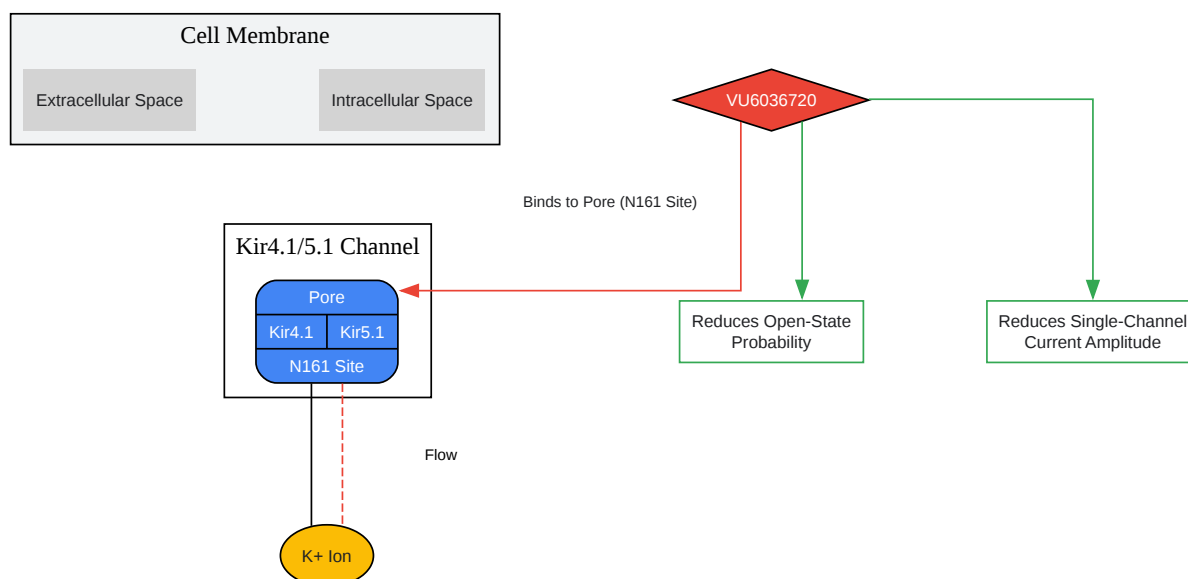 Cell Membrane
Extracellular Space
Intracellular Space
VU6036720
Binds to Pore (N161 Site)
Kir4.1/5.1 Channel
Pore
Kir4.1
Kir5.1
N161 Site
Reduces Open-State
Probability
Reduces Single-Channel
Current Amplitude
Flow
K+ Ion